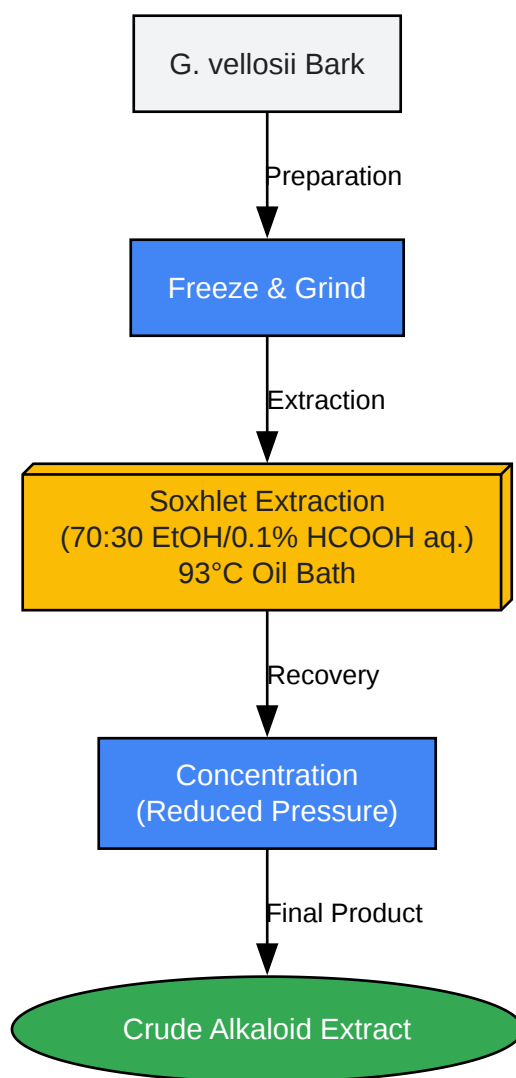 G. vellosii Bark
Preparation
Freeze & Grind
Extraction
Soxhlet Extraction
(70:30 EtOH/0.1% HCOOH aq.)
93°C Oil Bath
Recovery
Concentration
(Reduced Pressure)
Final Product
Crude Alkaloid Extract